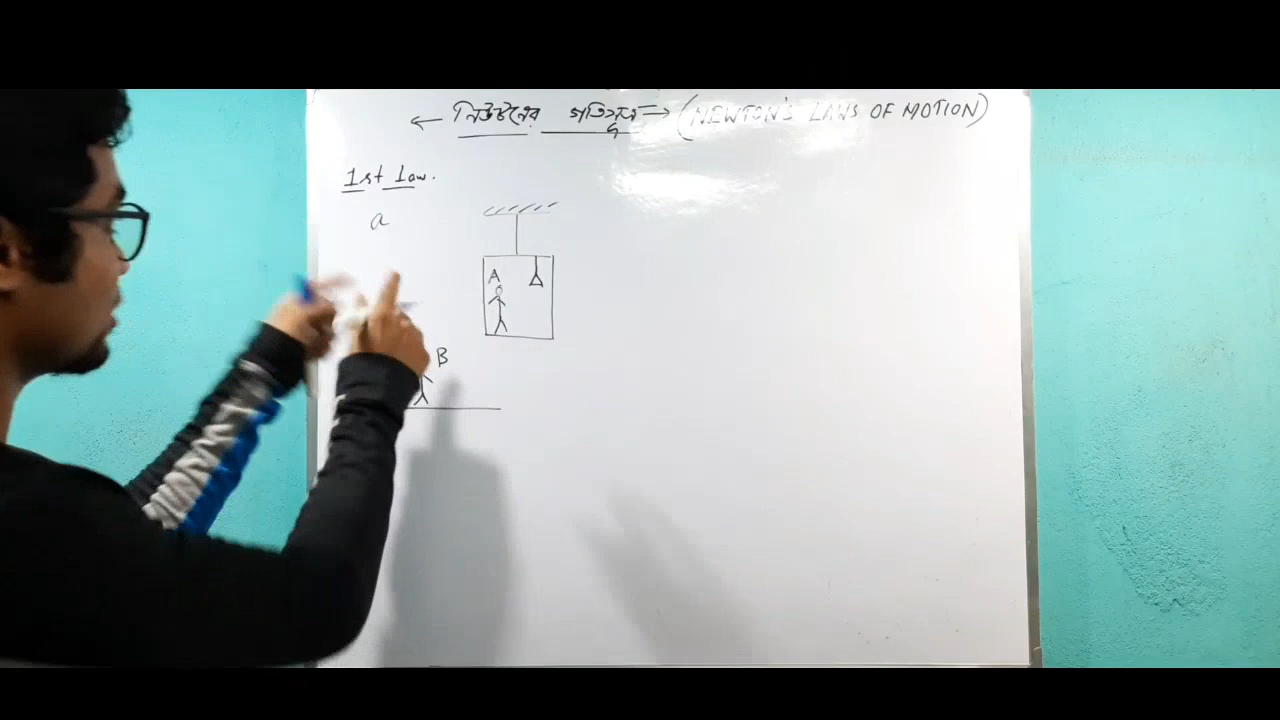 ← নিউটনের গতিসূত্র → (NEWTON'S LAWS OF MOTION)
1st Law.
a
A
B